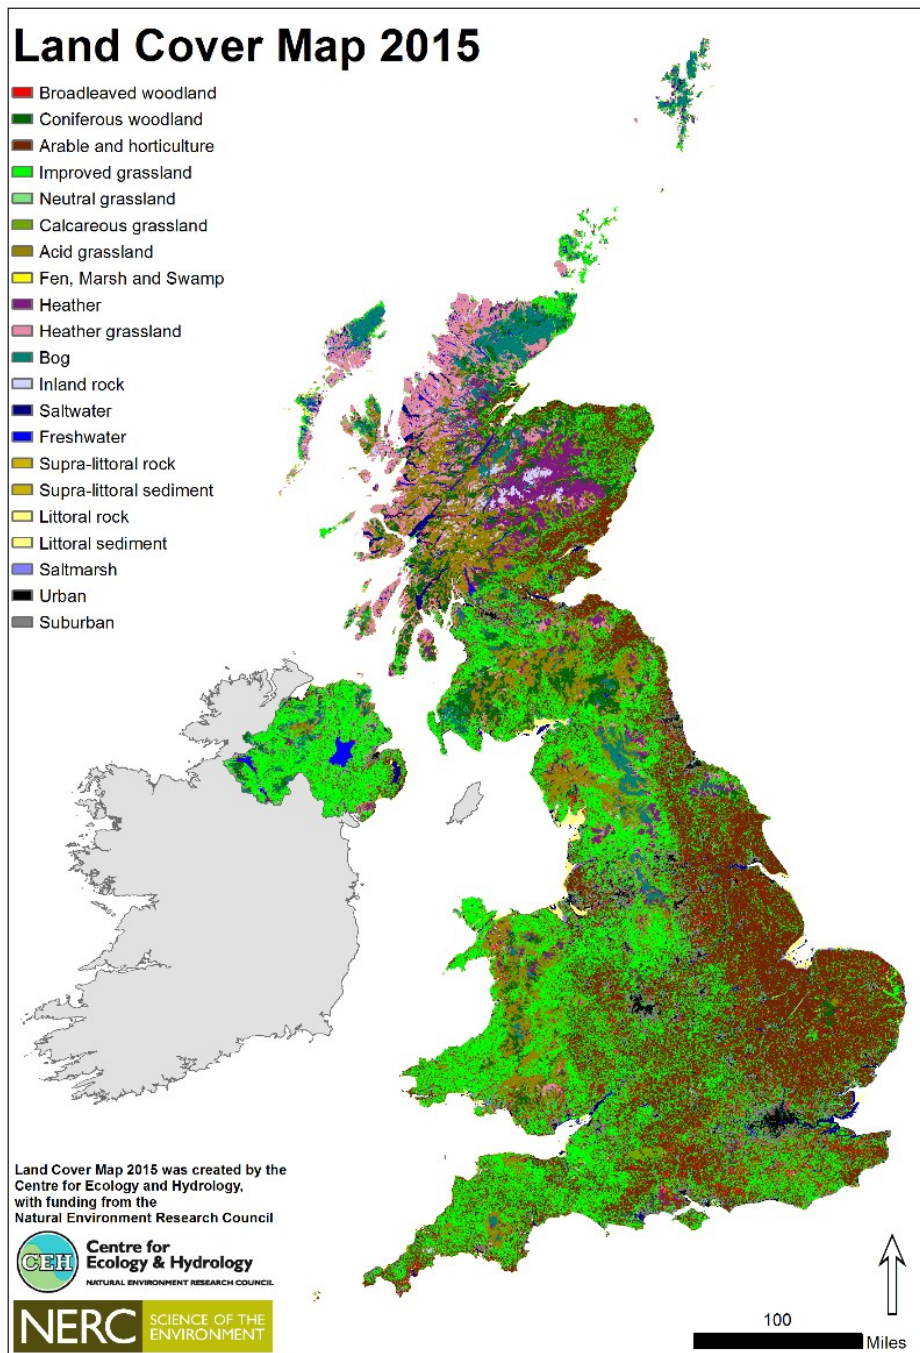 Land Cover Map 2015
Broadleaved woodland
Coniferous woodland
Arable and horticulture
Improved grassland
Neutral grassland
Calcareous grassland
Acid grassland
Fen, Marsh and Swamp
Heather
Heather grassland
Bog
Inland rock
Saltwater
Freshwater
Supra-littoral rock
Supra-littoral sediment
Littoral rock
Littoral sediment
Saltmarsh
Urban
Suburban
Land Cover Map 2015 was created by the
Centre for Ecology and Hydrology,
with funding from the
Natural Environment Research Council
CEH
Centre for
Ecology & Hydrology
NATURAL ENVIRONMENT RESEARCH COUNCIL
NERC
SCIENCE OF THE
ENVIRONMENT
100
Miles